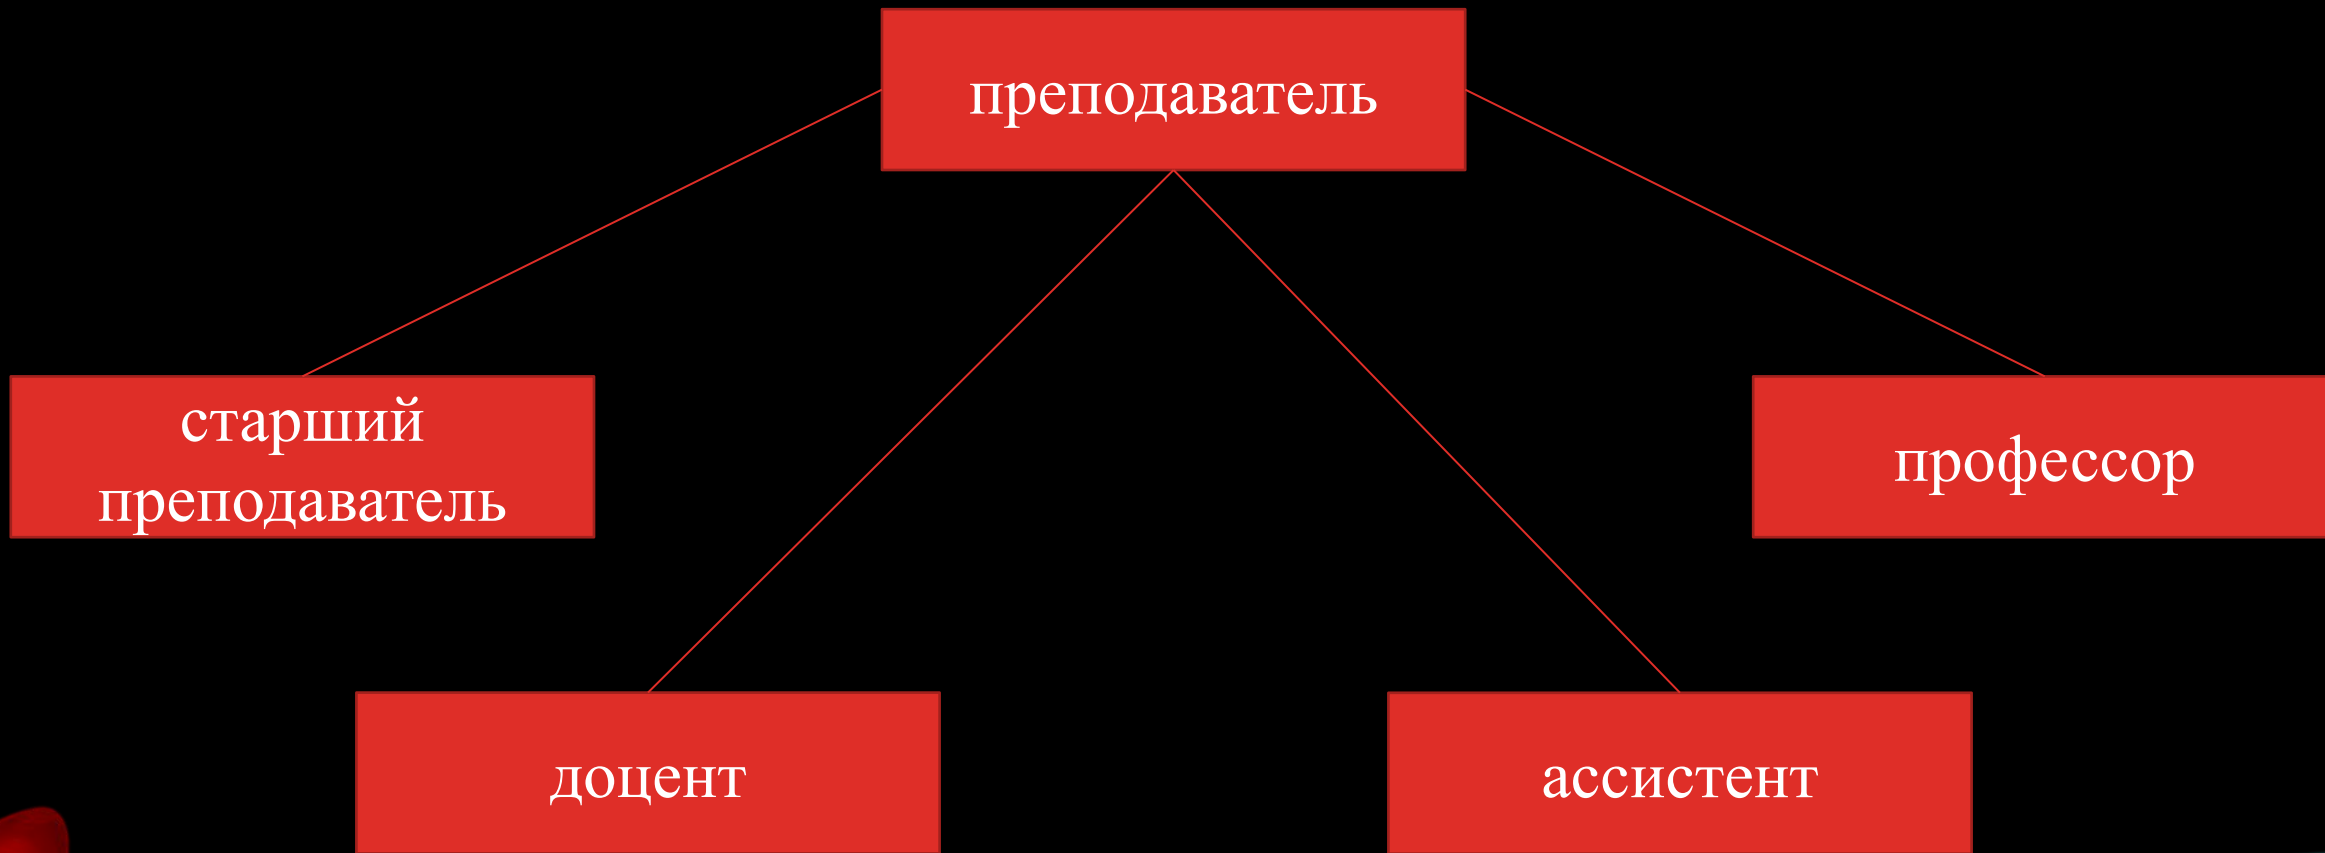 преподаватель
старший
преподаватель
профессор
доцент
ассистент